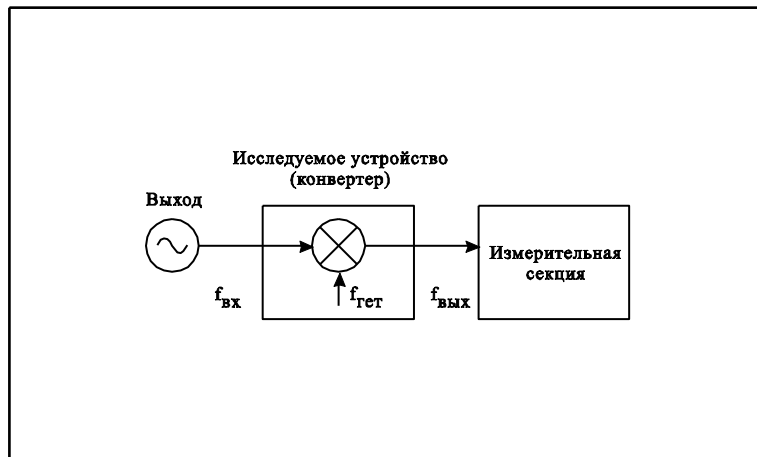 Исследуемое устройство
(конвертер)
Выход
Измерительная
секция
fвх
fгет
fвых